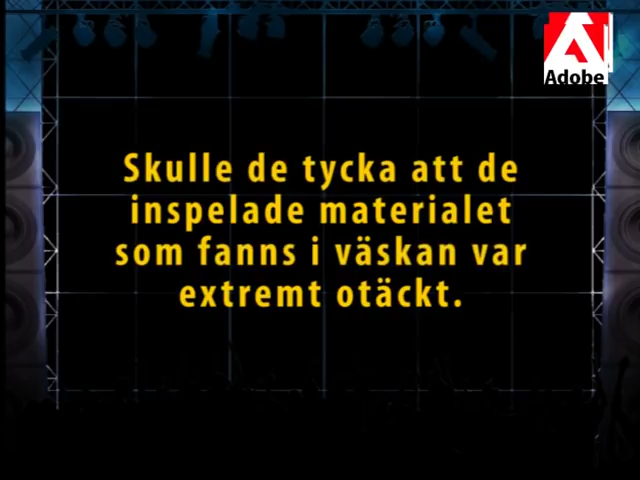 Adobe
Skulle de tycka att de
inspelade materialet
som fanns i väskan var
extremt otäckt.